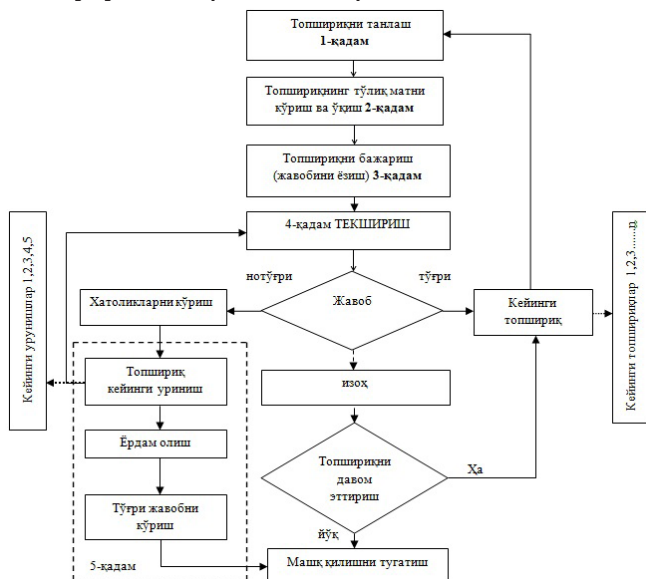 Топшириқни танлаш
1-қадам
Топшириқнинг тўлиқ матни
кўриш ва ўқиш 2-қадам
Топшириқни бажариш
(жавобини ёзиш) 3-қадам
4-қадам ТЕКШИРИШ
нотўғри
тўғри
Жавоб
Хатоликларни кўриш
Кейинги
топшириқ
Кейинги урунишлар 1,2,3,4,5
Кейинги топшириқлар 1,2,3......n
Топшириқ
кейинги уриниш
изоҳ
Ёрдам олиш
Топшириқни
давом
эттириш
Ҳа
Тўғри жавобни
кўриш
йўқ
5-қадам
Машқ қилишни тугатиш